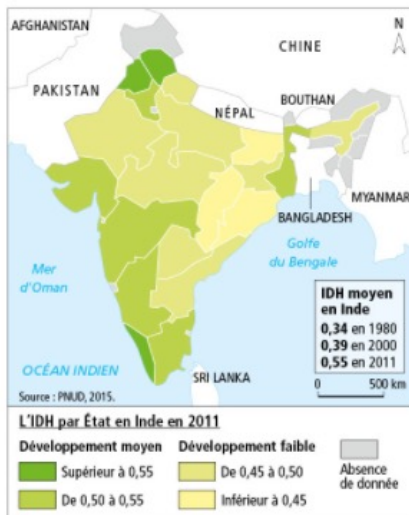 AFGHANISTAN
N
CHINE
PAKISTAN
NÉPAL
BOUTHAN
MYANMAR
BANGLADESH
Golfe
du Bengale
Mer
d'Oman
IDH moyen
en Inde
0,34 en 1980
0,39 en 2000
0,55 en 2011
OCÉAN INDIEN
SRI LANKA
0 500 km
Source : PNUD, 2015.
L'IDH par État en Inde en 2011
Développement moyen
Supérieur à 0,55
De 0,50 à 0,55
Développement faible
De 0,45 à 0,50
Inférieur à 0,45
Absence
de donnée